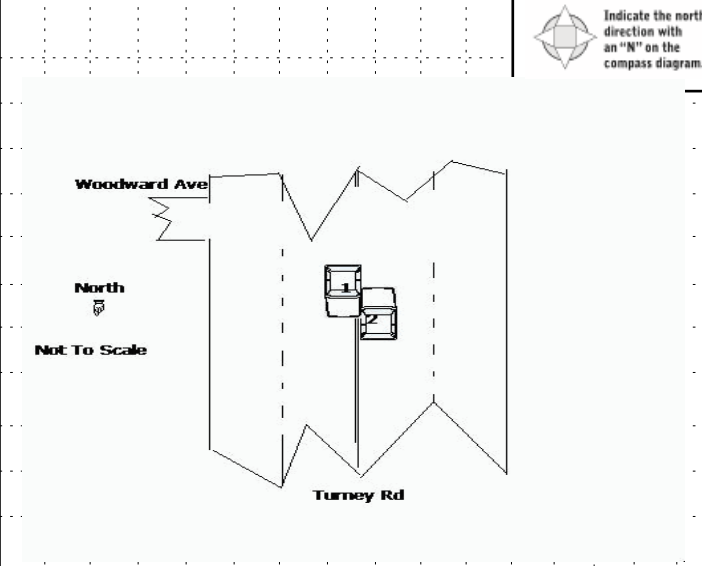 Indicate the north
direction with
an "N" on the
compass diagram.
Woodward Ave
1
North
2
Not To Scale
Turney Rd